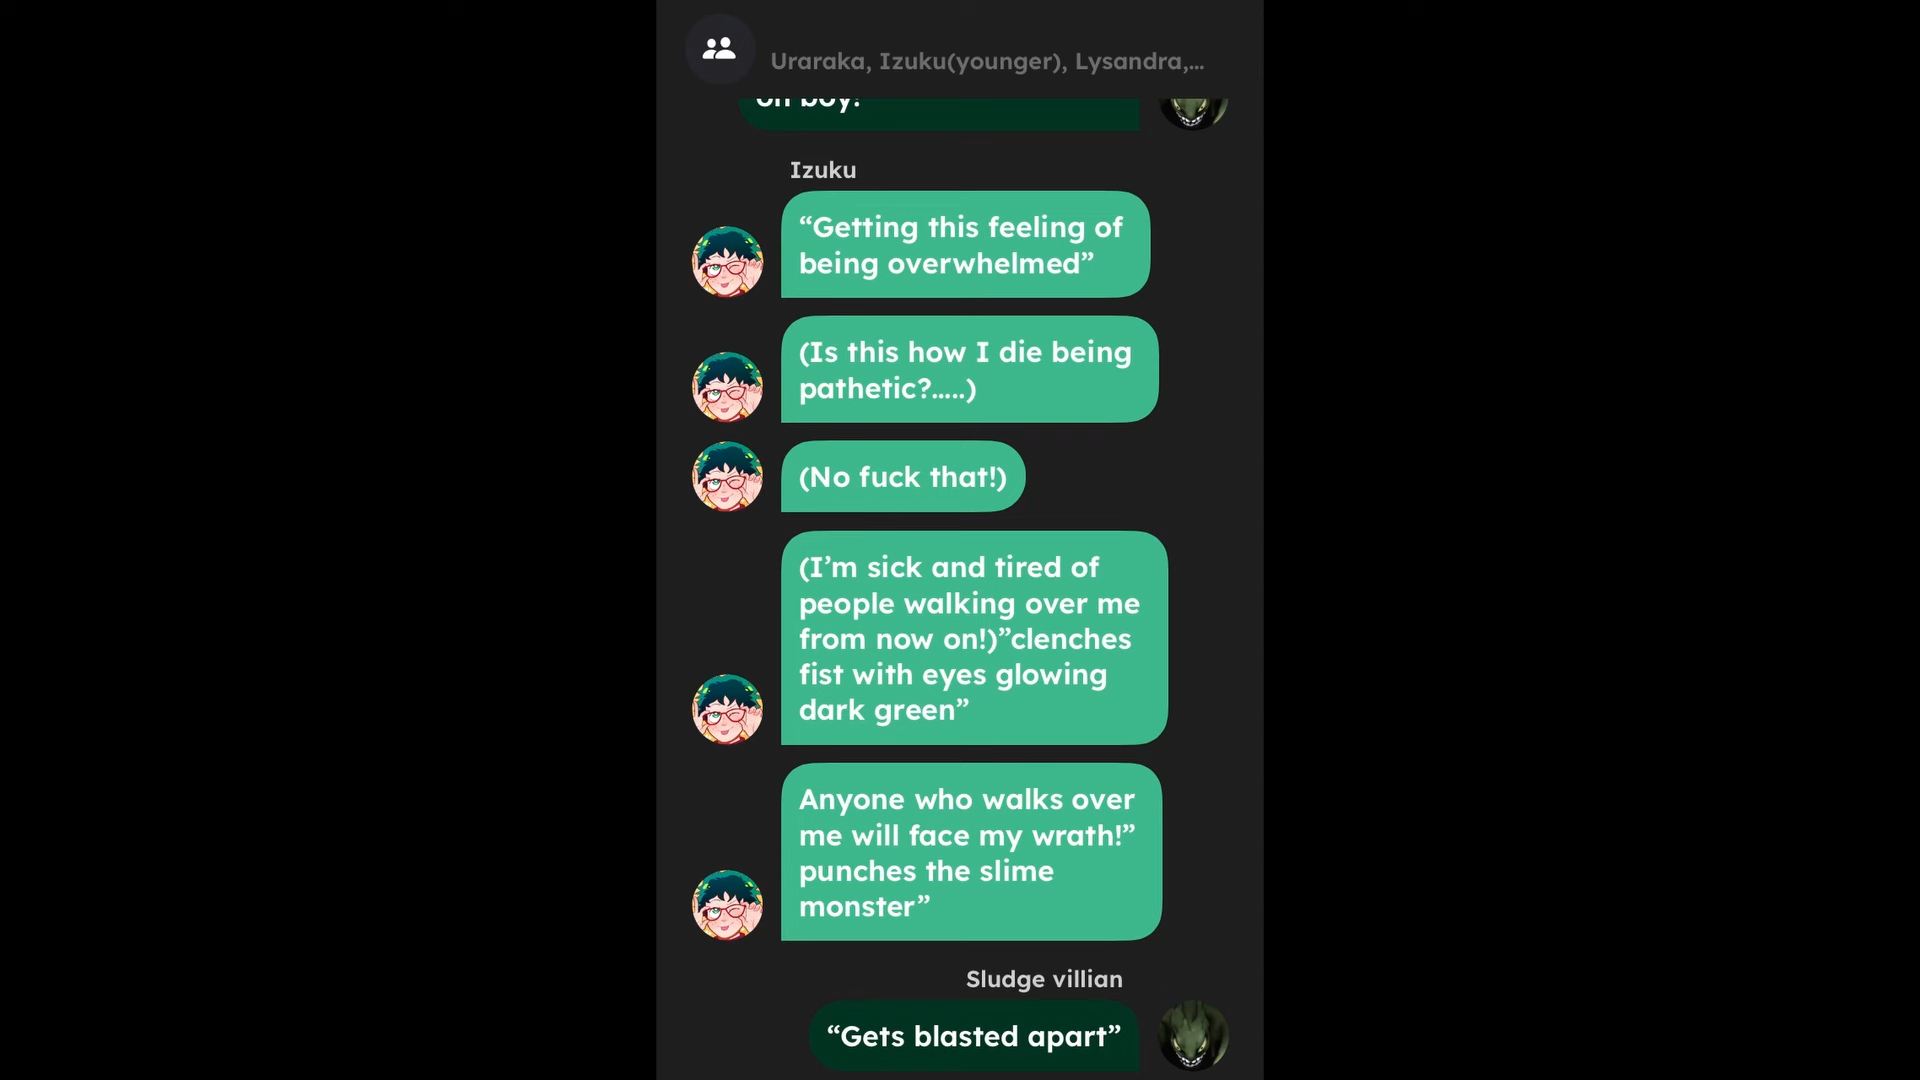 Uraraka, Izuku(younger), Lysandra,...
oh boy!
Izuku
“Getting this feeling of
being overwhelmed”
(Is this how I die being
pathetic?.....)
(No fuck that!)
(I’m sick and tired of
people walking over me
from now on!)”clenches
fist with eyes glowing
dark green”
Anyone who walks over
me will face my wrath!”
punches the slime
monster”
Sludge villian
“Gets blasted apart”